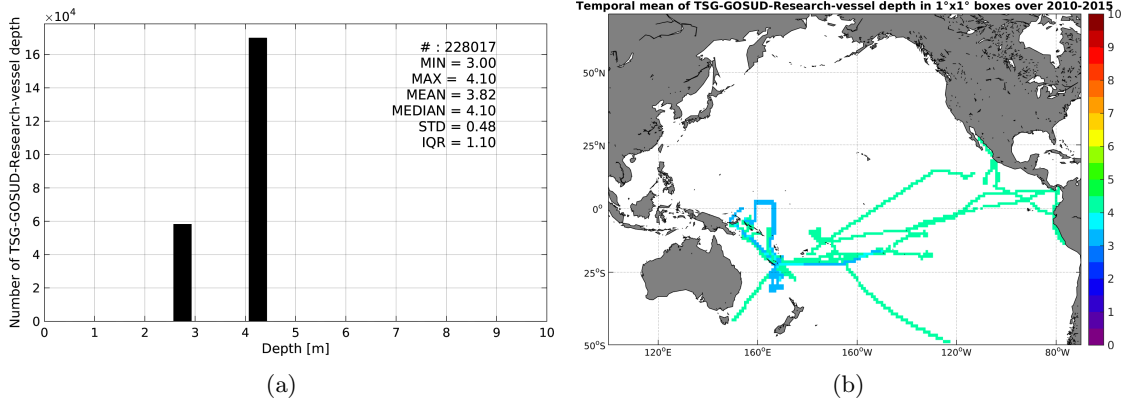 ×10⁴
Number of TSG-GOSUD-Research-vessel depth
16
14
12
10
8
6
4
2
0
# : 228017
MIN = 3.00
MAX = 4.10
MEAN = 3.82
MEDIAN = 4.10
STD = 0.48
IQR = 1.10
0 1 2 3 4 5 6 7 8 9 10
Depth [m]
(a)
Temporal mean of TSG-GOSUD-Research-vessel depth in 1°x1° boxes over 2010-2015
50°N
25°N
0°
25°S
50°S
120°E 160°E 160°W 120°W 80°W
10
9
8
7
6
5
4
3
2
1
0
(b)